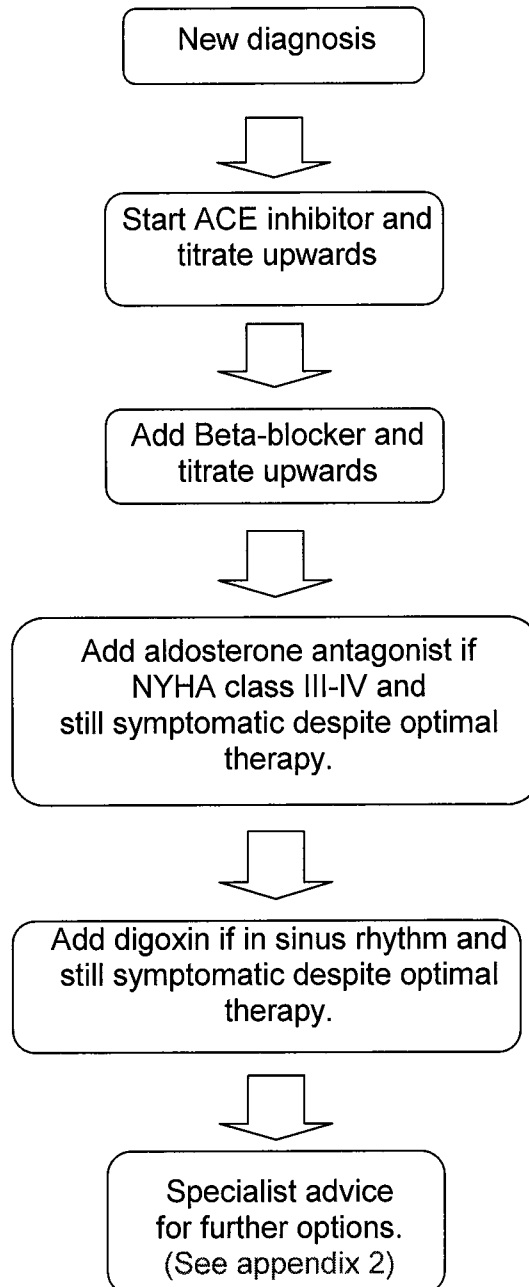 New diagnosis
Start ACE inhibitor and
titrate upwards
Add Beta-blocker and
titrate upwards
Add aldosterone antagonist if
NYHA class III-IV and
still symptomatic despite optimal
therapy.
Add digoxin if in sinus rhythm and
still symptomatic despite optimal
therapy.
Specialist advice
for further options.
(See appendix 2)